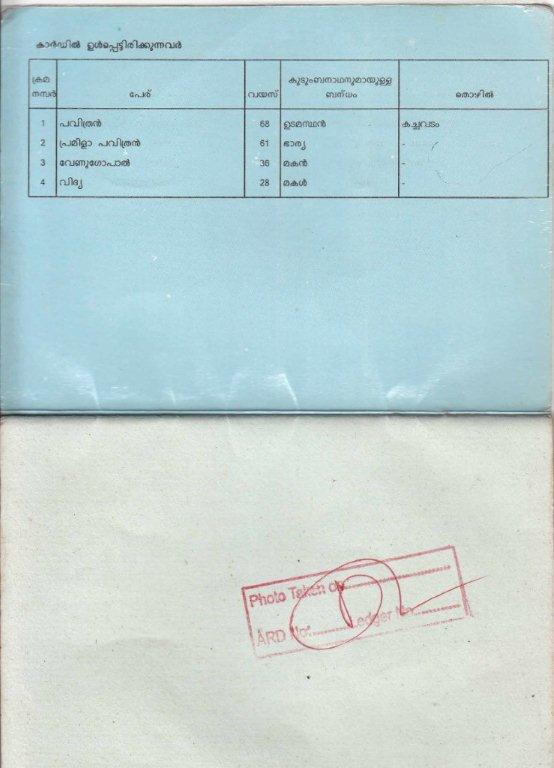 കാർഡിൽ ഉൾപ്പെട്ടിരിക്കുന്നവർ
ക്രമ നമ്പർ പേര് വയസ് കുടുംബനാഥനുമായുള്ള ബന്ധം തൊഴിൽ
1 പവിത്രൻ 68 ഉടമസ്ഥൻ കച്ചവടം
2 പ്രമീളാ പവിത്രൻ 61 ഭാര്യ -
3 വേണുഗോപാൽ 36 മകൻ -
4 വിദ്യ 28 മകൾ -
Photo Taken on
ARD No. Ledger No.